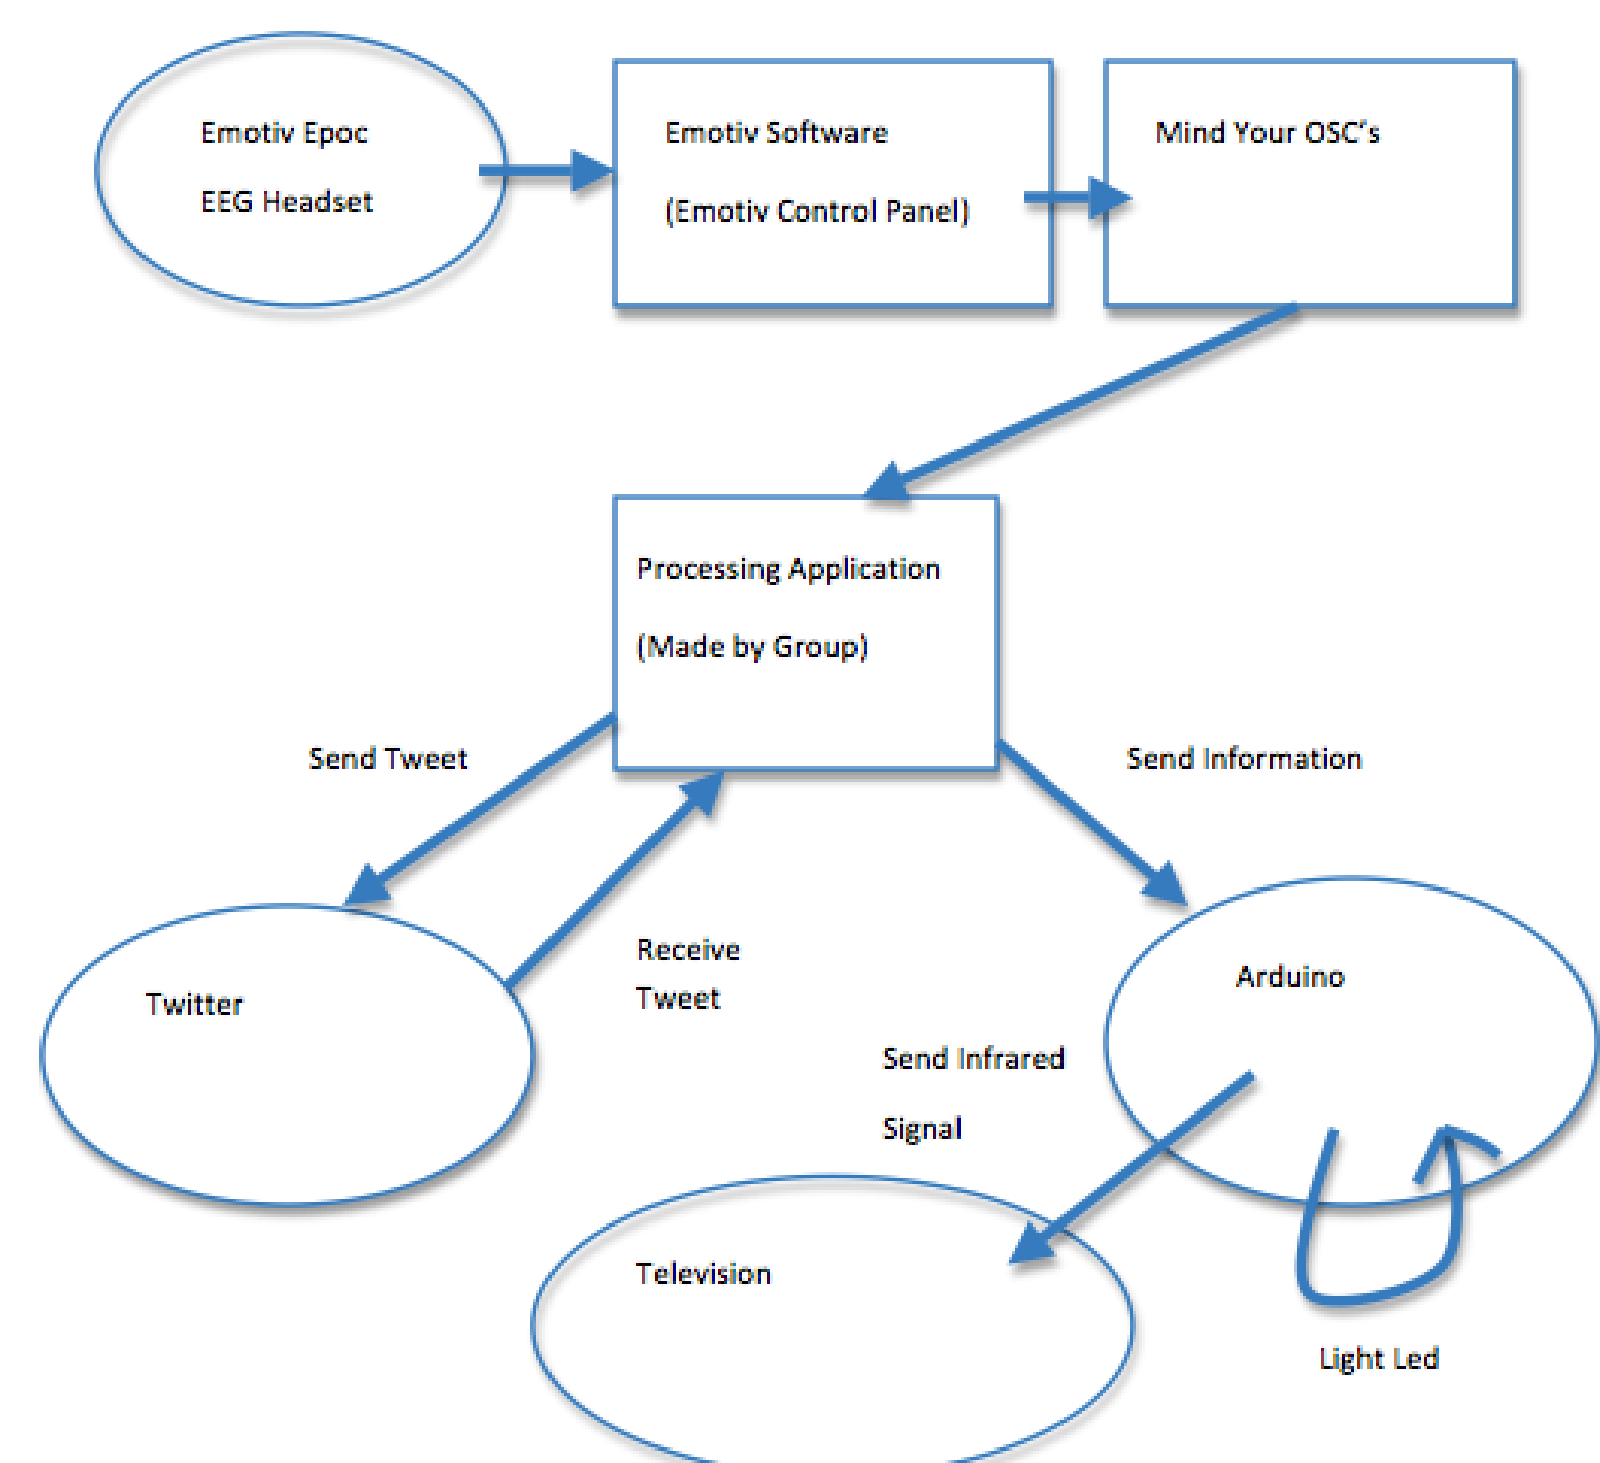 Emotiv Epoc
EEG Headset
Emotiv Software
(Emotiv Control Panel)
Mind Your OSC's
Processing Application
(Made by Group)
Send Tweet
Send Information
Receive
Tweet
Twitter
Arduino
Send Infrared
Signal
Television
Light Led